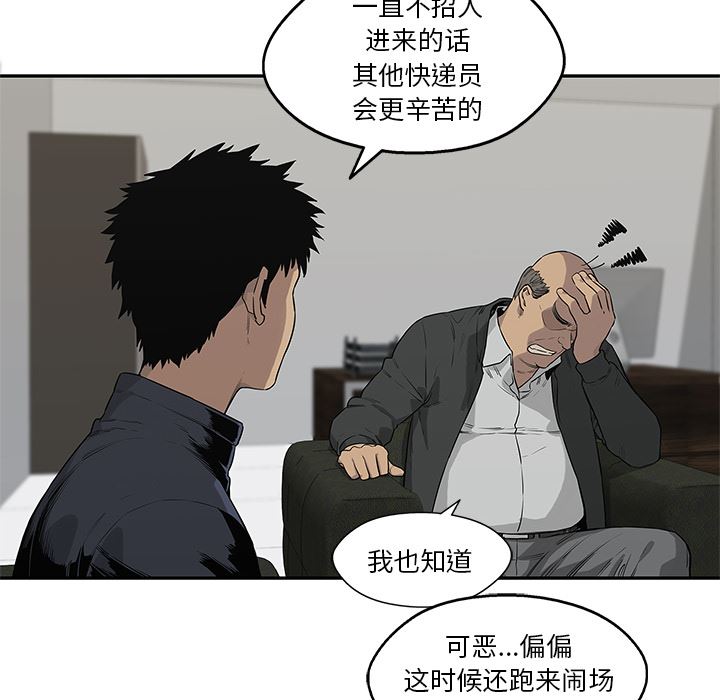 一直不招人
进来的话
其他快递员
会更辛苦的
我也知道
可恶...偏偏
这时候还跑来闹场